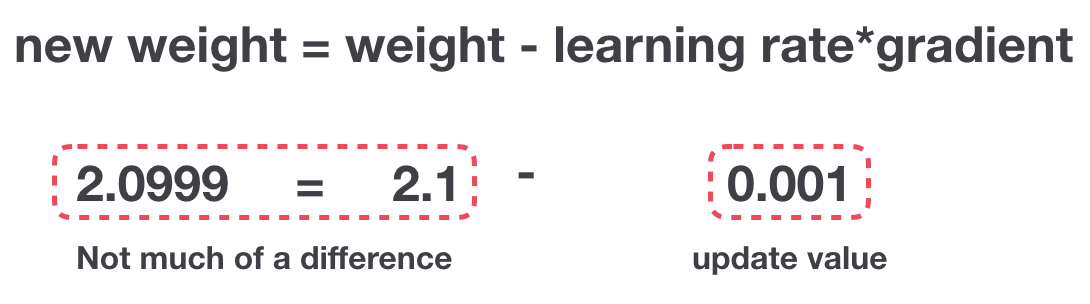 new weight = weight - learning rate*gradient
2.0999 = 2.1 - 0.001
Not much of a difference update value